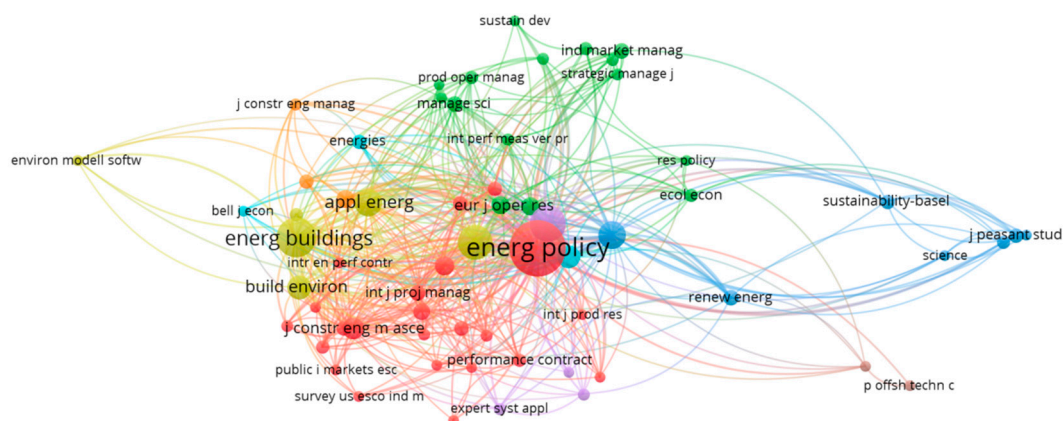 sustain dev
ind market manag
strategic manage j
prod oper manag
manage sci
j constr eng manag
energies
int perf meas ver pr
environ modell softw
res policy
ecol econ
appl energ
eur j oper res
sustainability-basel
bell j econ
energ buildings
energ policy
j peasant stud
science
intr en perf contr
build environ
int j proj manag
renew energ
int j prod res
j constr eng m asce
performance contract
public i markets esc
survey us esco ind m
expert syst appl
p offsh techn c